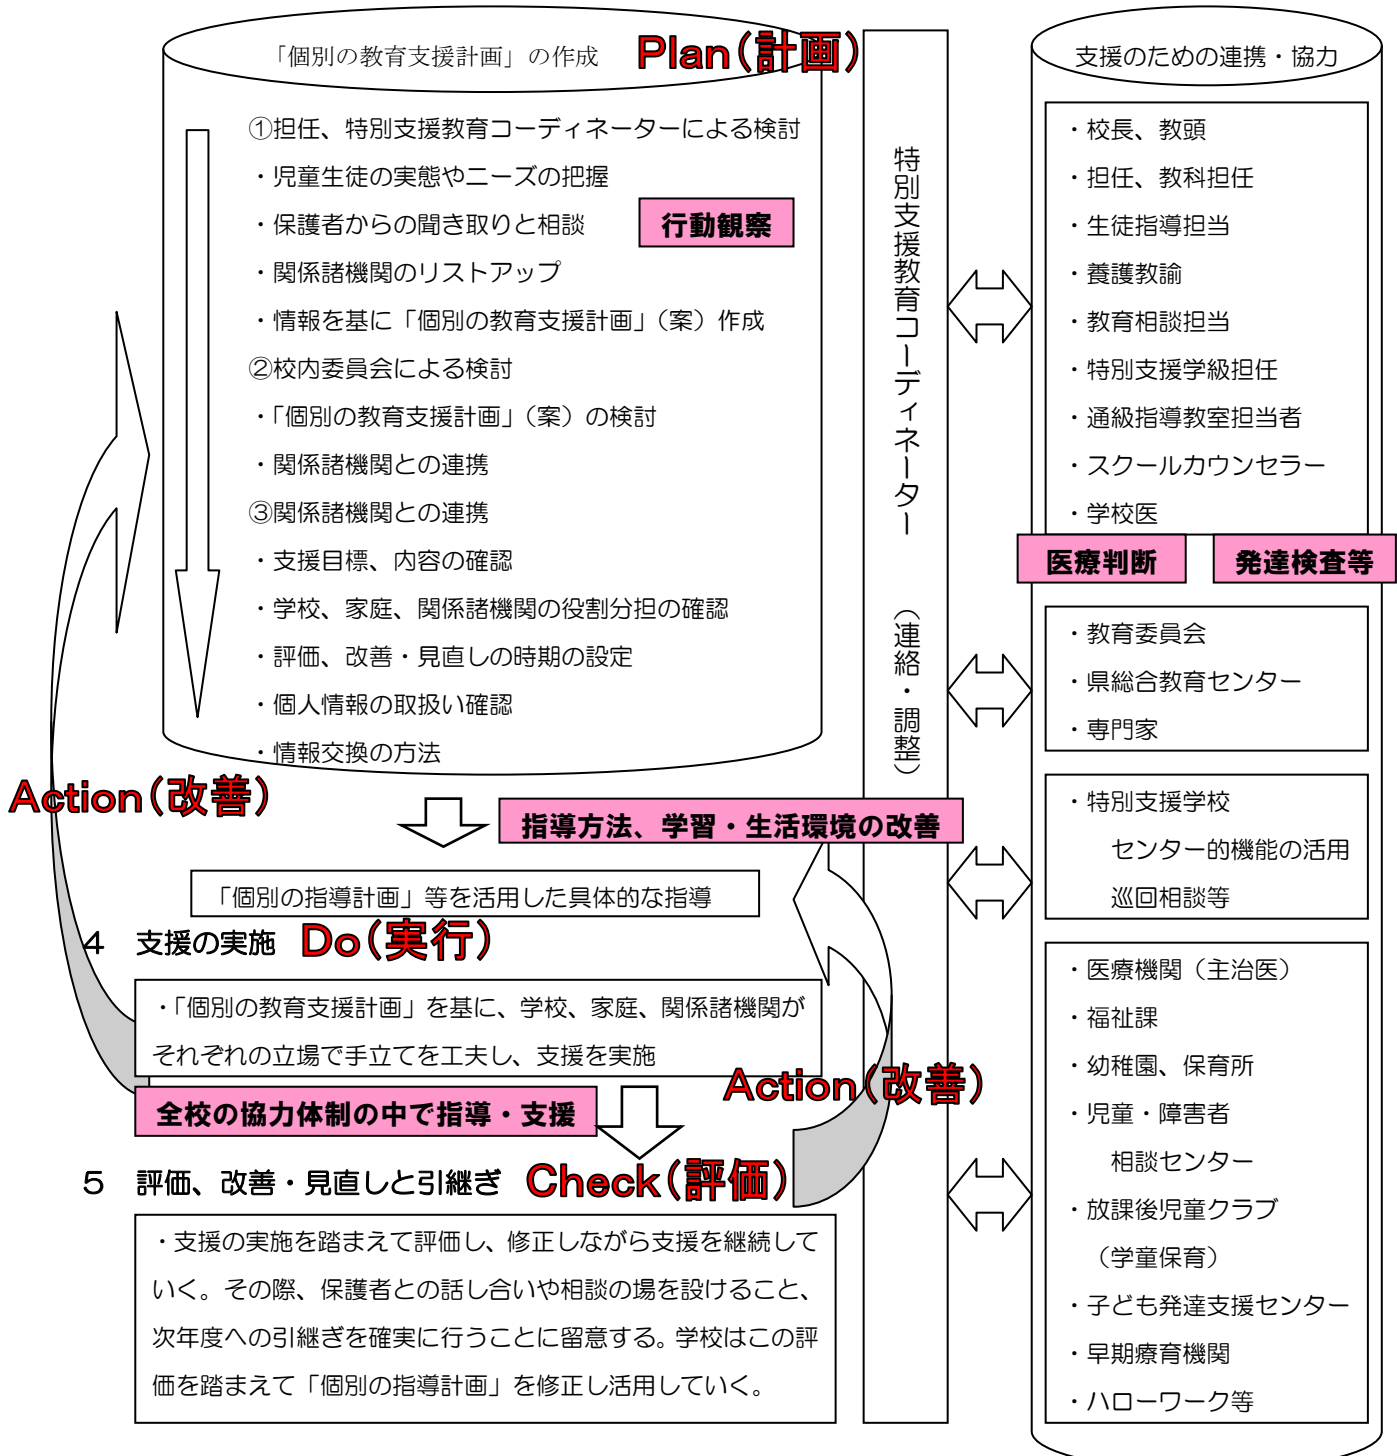 「個別の教育支援計画」の作成
Plan(計画)
①担任、特別支援教育コーディネーターによる検討
・児童生徒の実態やニーズの把握
・保護者からの聞き取りと相談
行動観察
・関係諸機関のリストアップ
・情報を基に「個別の教育支援計画」（案）作成
②校内委員会による検討
・「個別の教育支援計画」（案）の検討
・関係諸機関との連携
③関係諸機関との連携
・支援目標、内容の確認
・学校、家庭、関係諸機関の役割分担の確認
・評価、改善・見直しの時期の設定
・個人情報の取扱い確認
・情報交換の方法
Action(改善)
指導方法、学習・生活環境の改善
「個別の指導計画」等を活用した具体的な指導
４　支援の実施
Do(実行)
・「個別の教育支援計画」を基に、学校、家庭、関係諸機関が
それぞれの立場で手立てを工夫し、支援を実施
全校の協力体制の中で指導・支援
Action(改善)
５　評価、改善・見直しと引継ぎ
Check(評価)
・支援の実施を踏まえて評価し、修正しながら支援を継続して
いく。その際、保護者との話し合いや相談の場を設けること、
次年度への引継ぎを確実に行うことに留意する。学校はこの評
価を踏まえて「個別の指導計画」を修正し活用していく。
特別支援教育コーディネーター　（連絡・調整）
支援のための連携・協力
・校長、教頭
・担任、教科担任
・生徒指導担当
・養護教諭
・教育相談担当
・特別支援学級担任
・通級指導教室担当者
・スクールカウンセラー
・学校医
医療判断
発達検査等
・教育委員会
・県総合教育センター
・専門家
・特別支援学校
センター的機能の活用
巡回相談等
・医療機関（主治医）
・福祉課
・幼稚園、保育所
・児童・障害者
相談センター
・放課後児童クラブ
（学童保育）
・子ども発達支援センター
・早期療育機関
・ハローワーク等